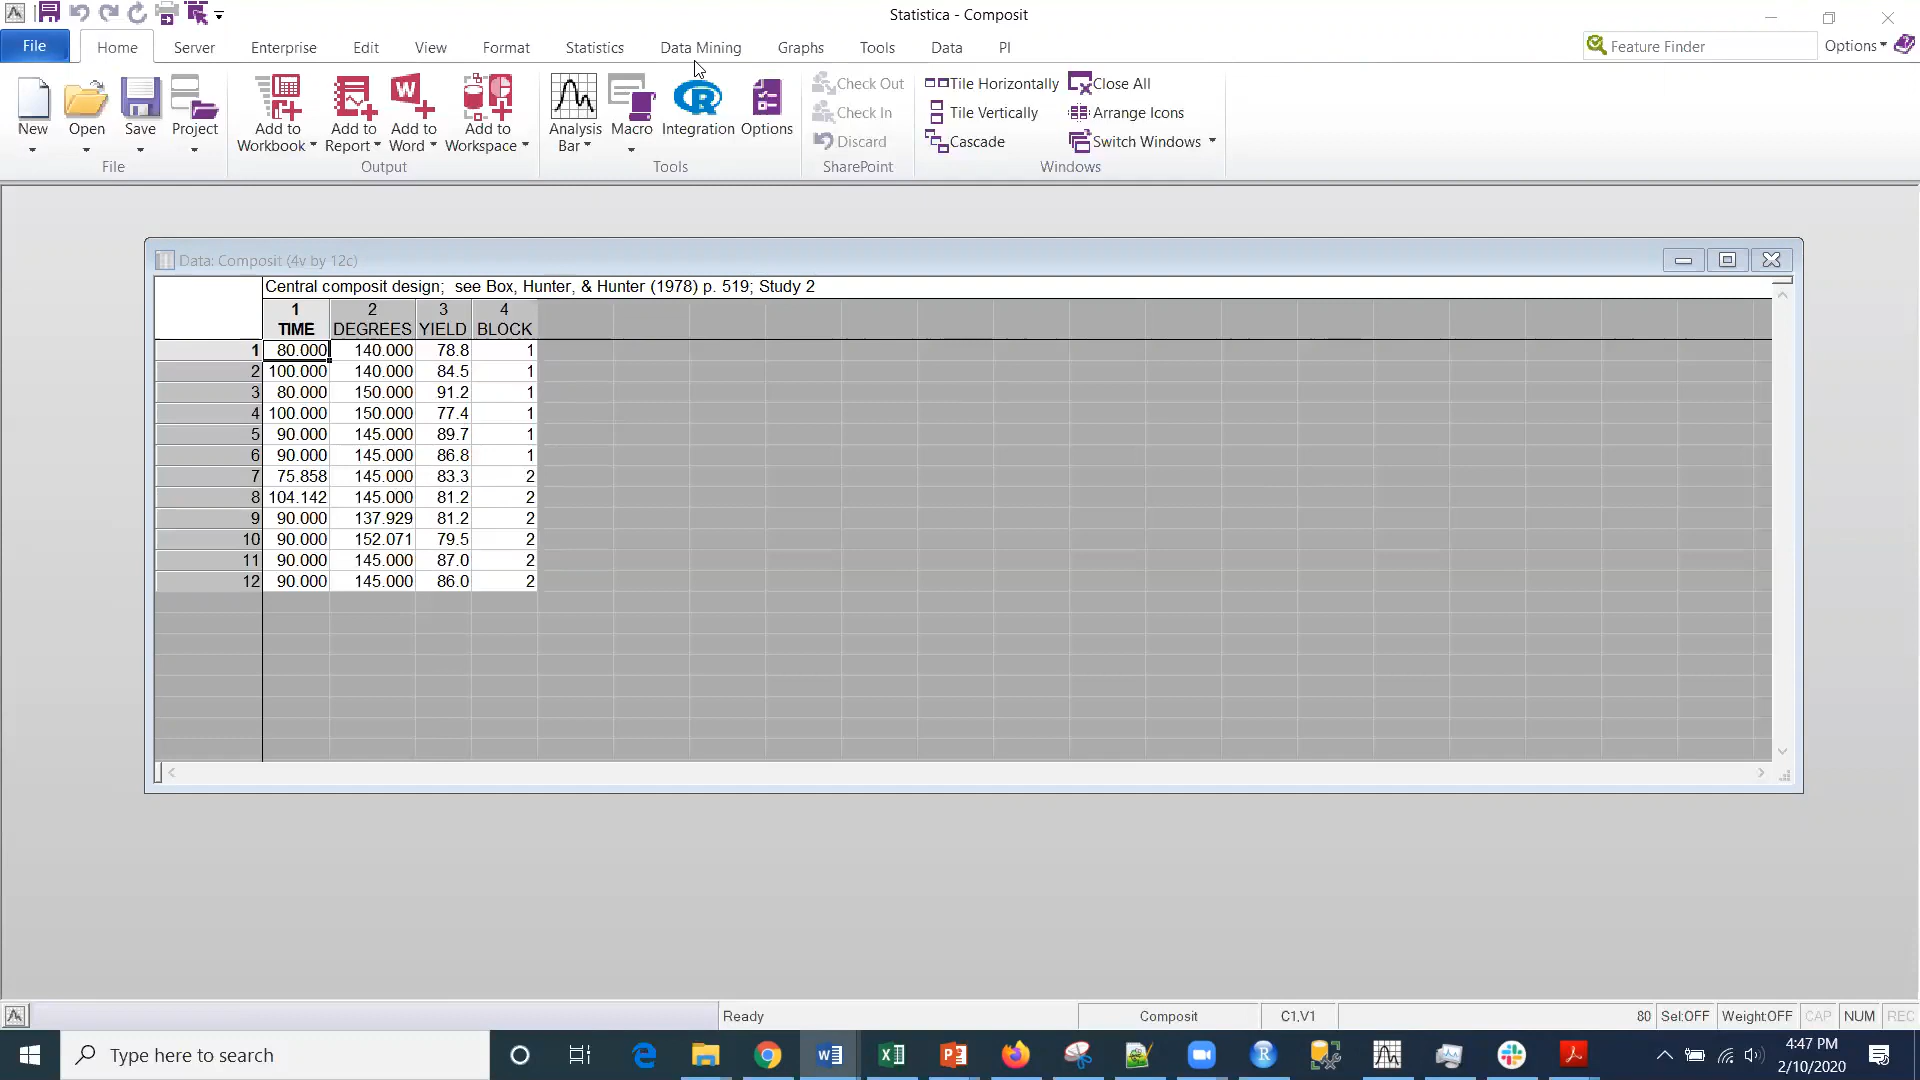 Statistica - Composit
File Home Server Enterprise Edit View Format Statistics Data Mining Graphs Tools Data PI Feature Finder Options
New Open Save Project Add to Workbook Add to Report Add to Word Add to Workspace Analysis Bar Macro Integration Options
Check Out Tile Horizontally Close All
Check In Tile Vertically Arrange Icons
Discard Cascade Switch Windows
File Output Tools SharePoint Windows
Data: Composit (4v by 12c)
Central composit design; see Box, Hunter, & Hunter (1978) p. 519; Study 2
1 2 3 4
TIME DEGREES YIELD BLOCK
1 80.000 140.000 78.8 1
2 100.000 140.000 84.5 1
3 80.000 150.000 91.2 1
4 100.000 150.000 77.4 1
5 90.000 145.000 89.7 1
6 90.000 145.000 86.8 1
7 75.858 145.000 83.3 2
8 104.142 145.000 81.2 2
9 90.000 137.929 81.2 2
10 90.000 152.071 79.5 2
11 90.000 145.000 87.0 2
12 90.000 145.000 86.0 2
Ready Composit C1,V1 80 Sel:OFF Weight:OFF CAP NUM REC
Type here to search
4:47 PM
2/10/2020